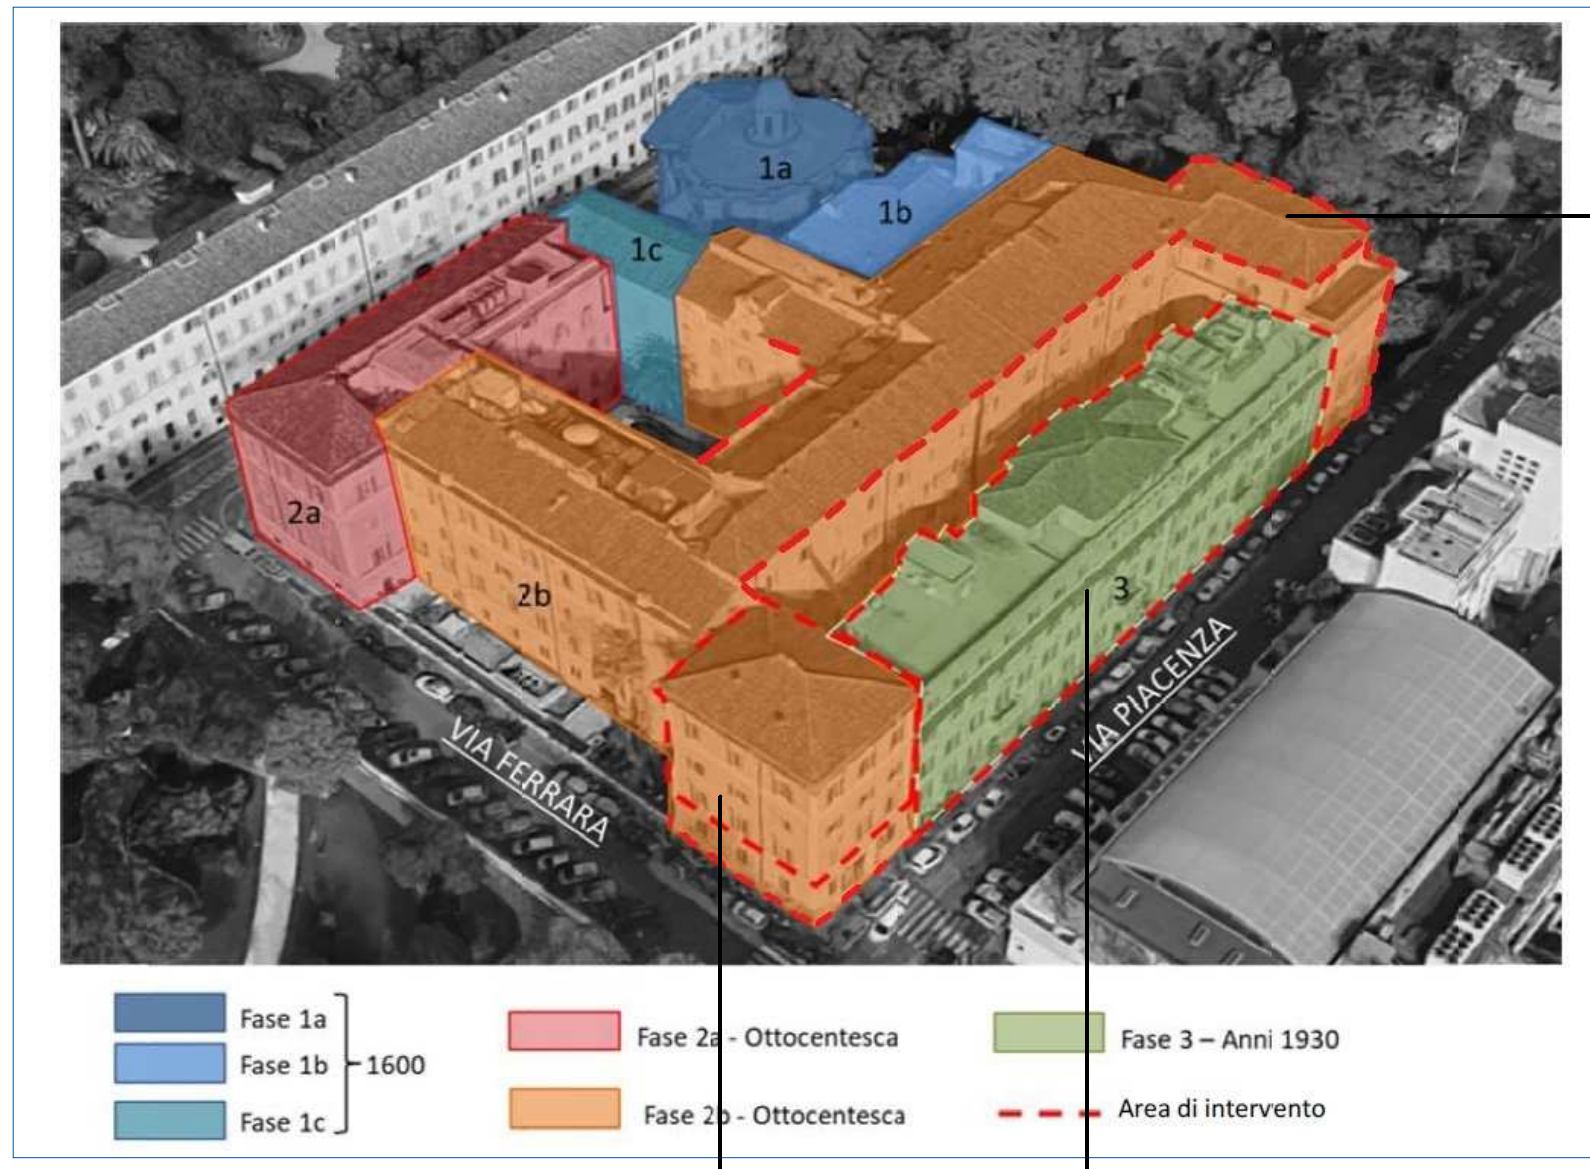 1a
1b
1c
2a
2b
3
VIA FERRARA
VIA PIACENZA
Fase 1a
Fase 1b
Fase 1c
1600
Fase 2a - Ottocentesca
Fase 2b - Ottocentesca
Fase 3 – Anni 1930
Area di intervento